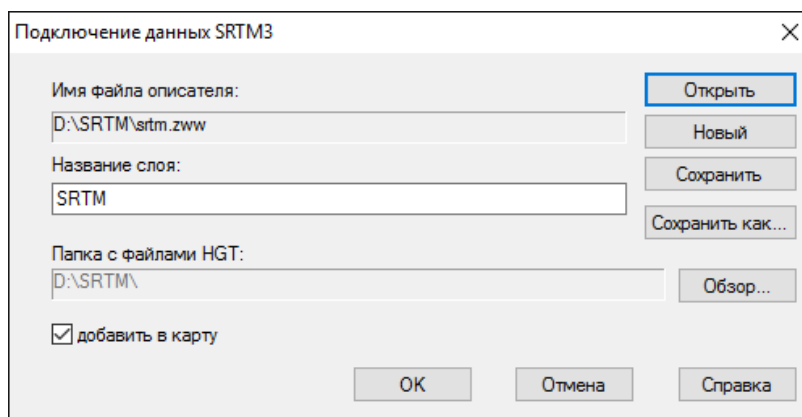 Подключение данных SRTM3
Имя файла описателя:
Открыть
D:\SRTM\srtm.zww
Новый
Название слоя:
Сохранить
SRTM
Сохранить как...
Папка с файлами HGT:
D:\SRTM\
Обзор...
добавить в карту
OK
Отмена
Справка